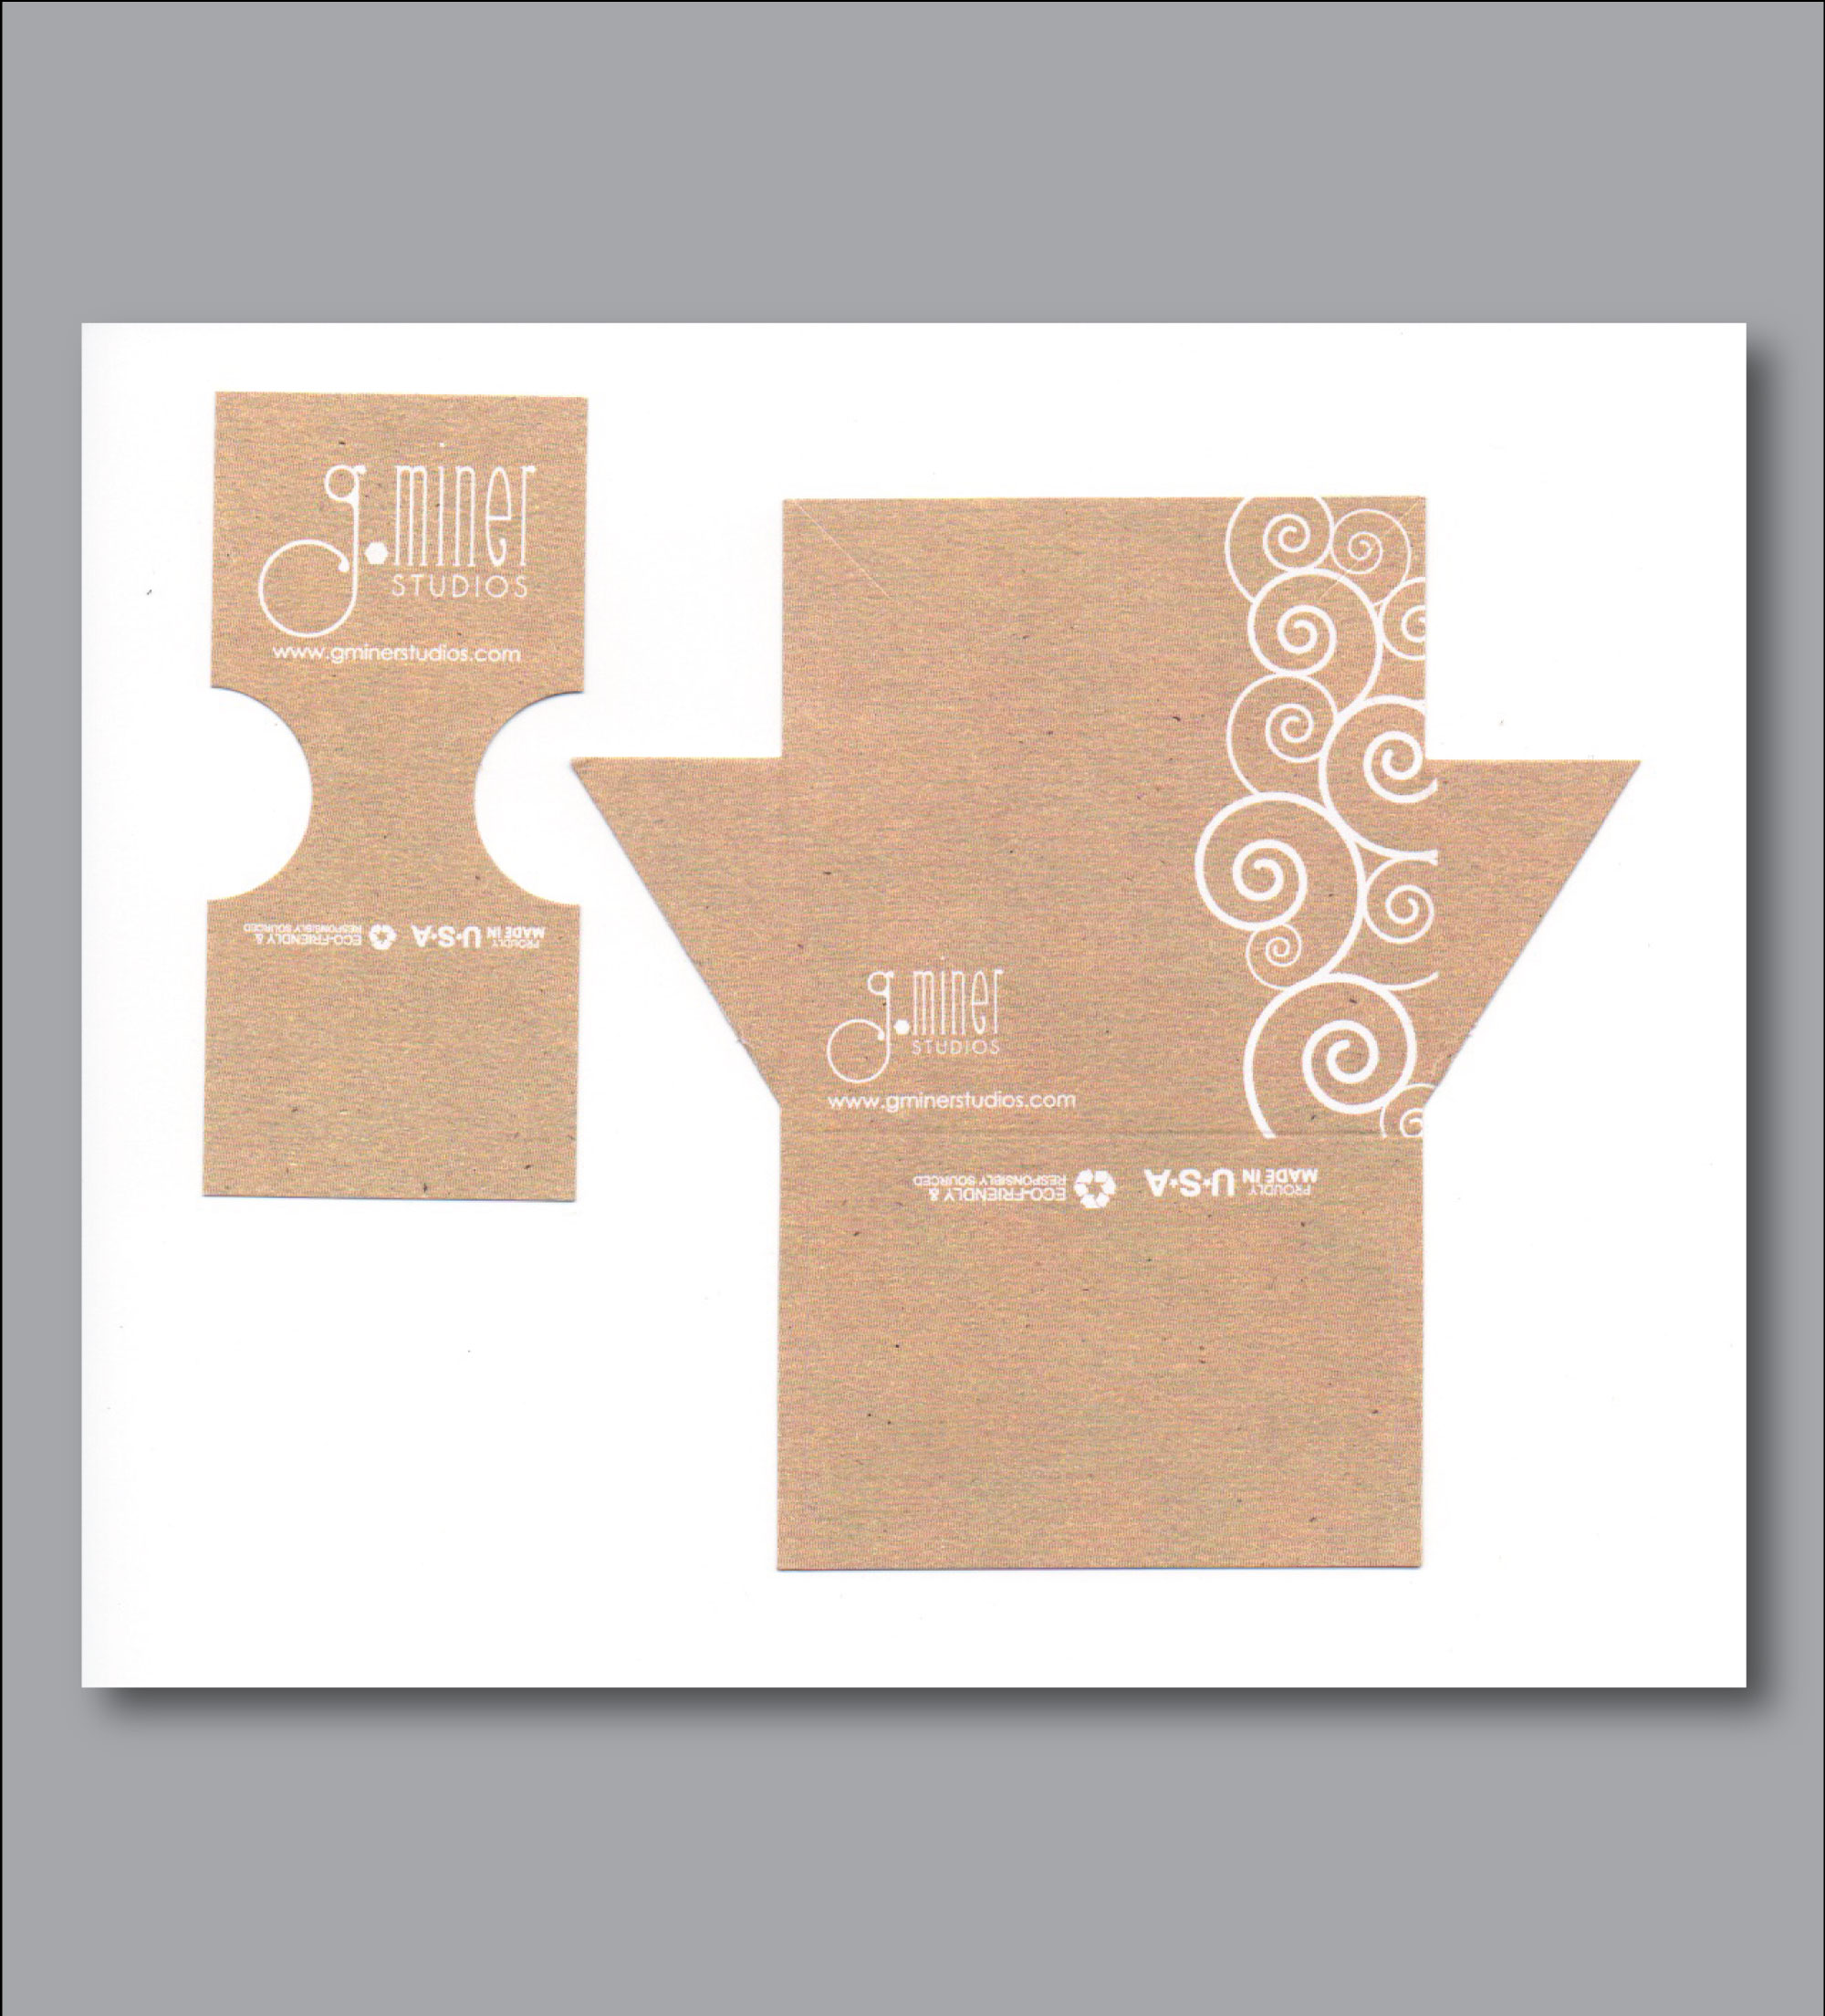 g.miner
STUDIOS
www.gminerstudios.com
PROUDLY
MADE IN
U*S*A
ECO-FRIENDLY &
RESPONSIBLY SOURCED
g.miner
STUDIOS
www.gminerstudios.com
PROUDLY
MADE IN
U*S*A
ECO-FRIENDLY &
RESPONSIBLY SOURCED